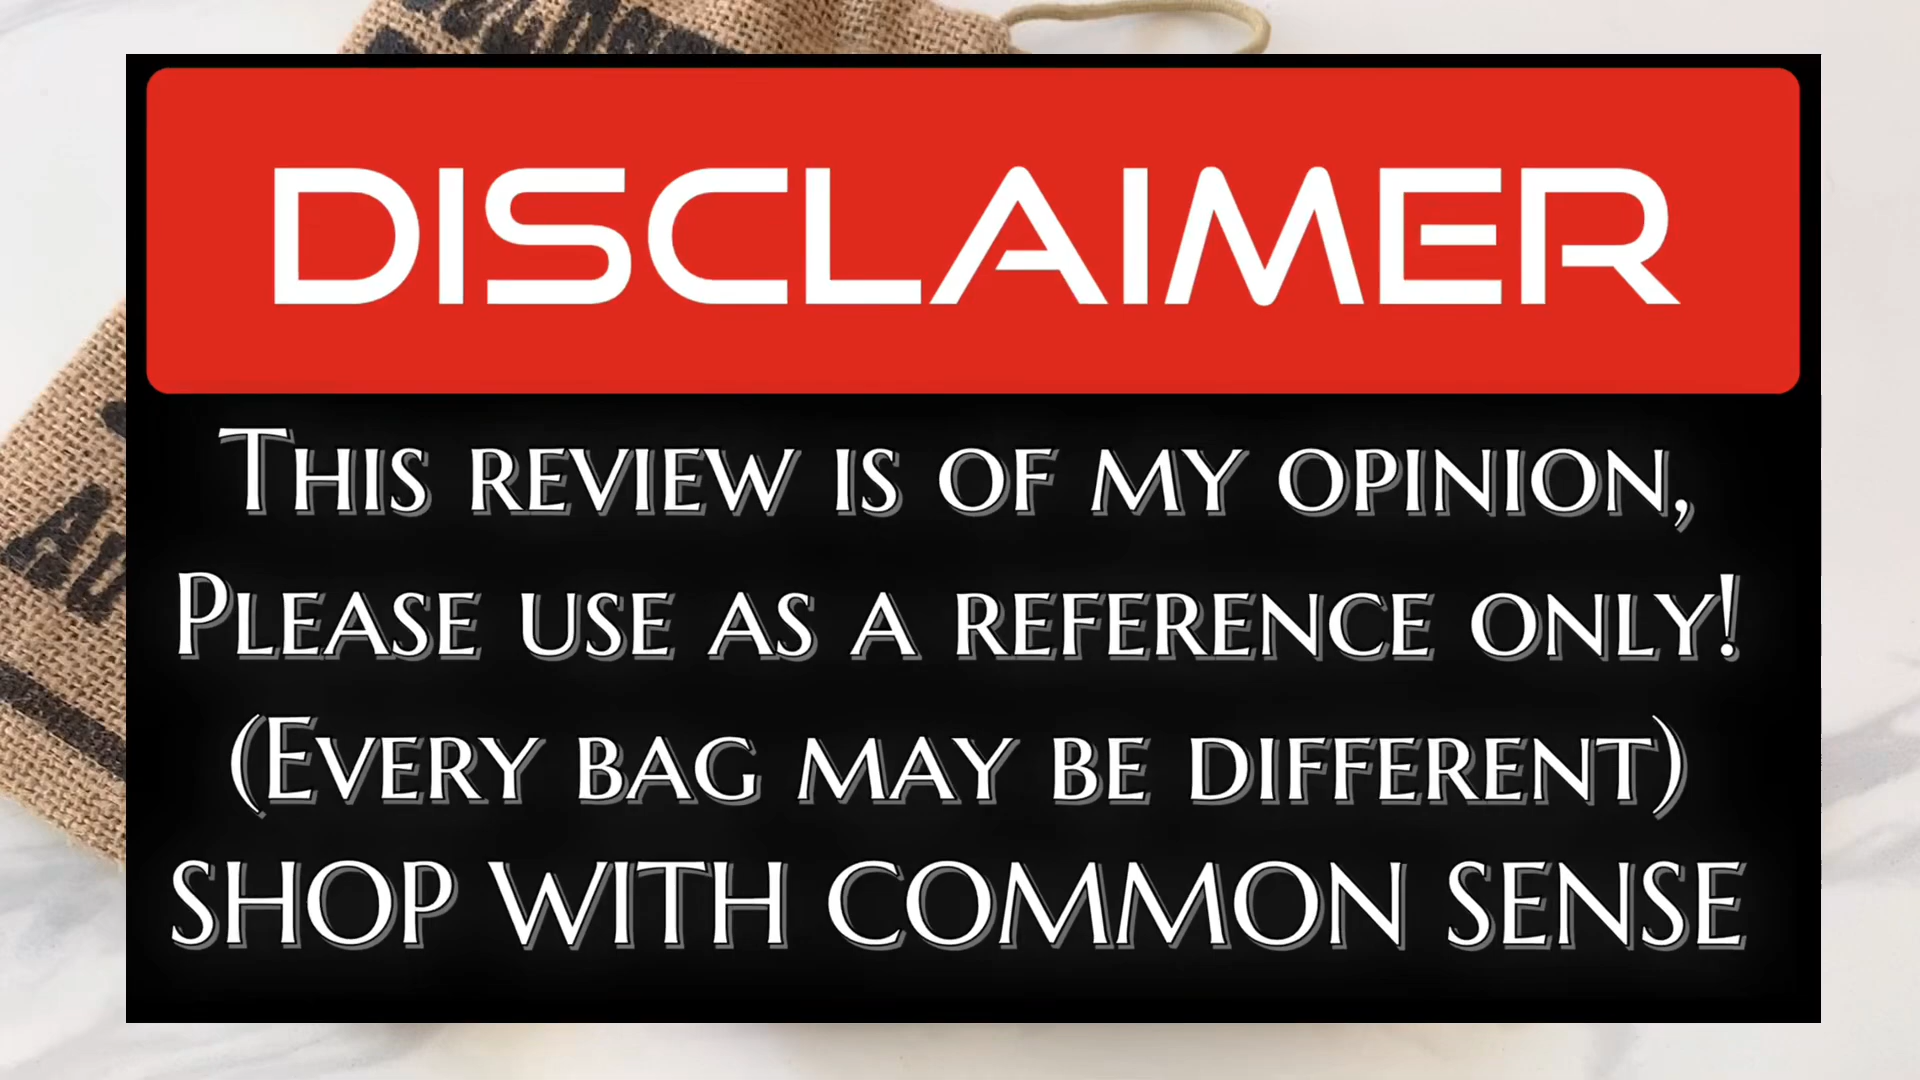 DISCLAIMER
This review is of my opinion,
Please use as a reference only!
(Every bag may be different)
SHOP WITH COMMON SENSE